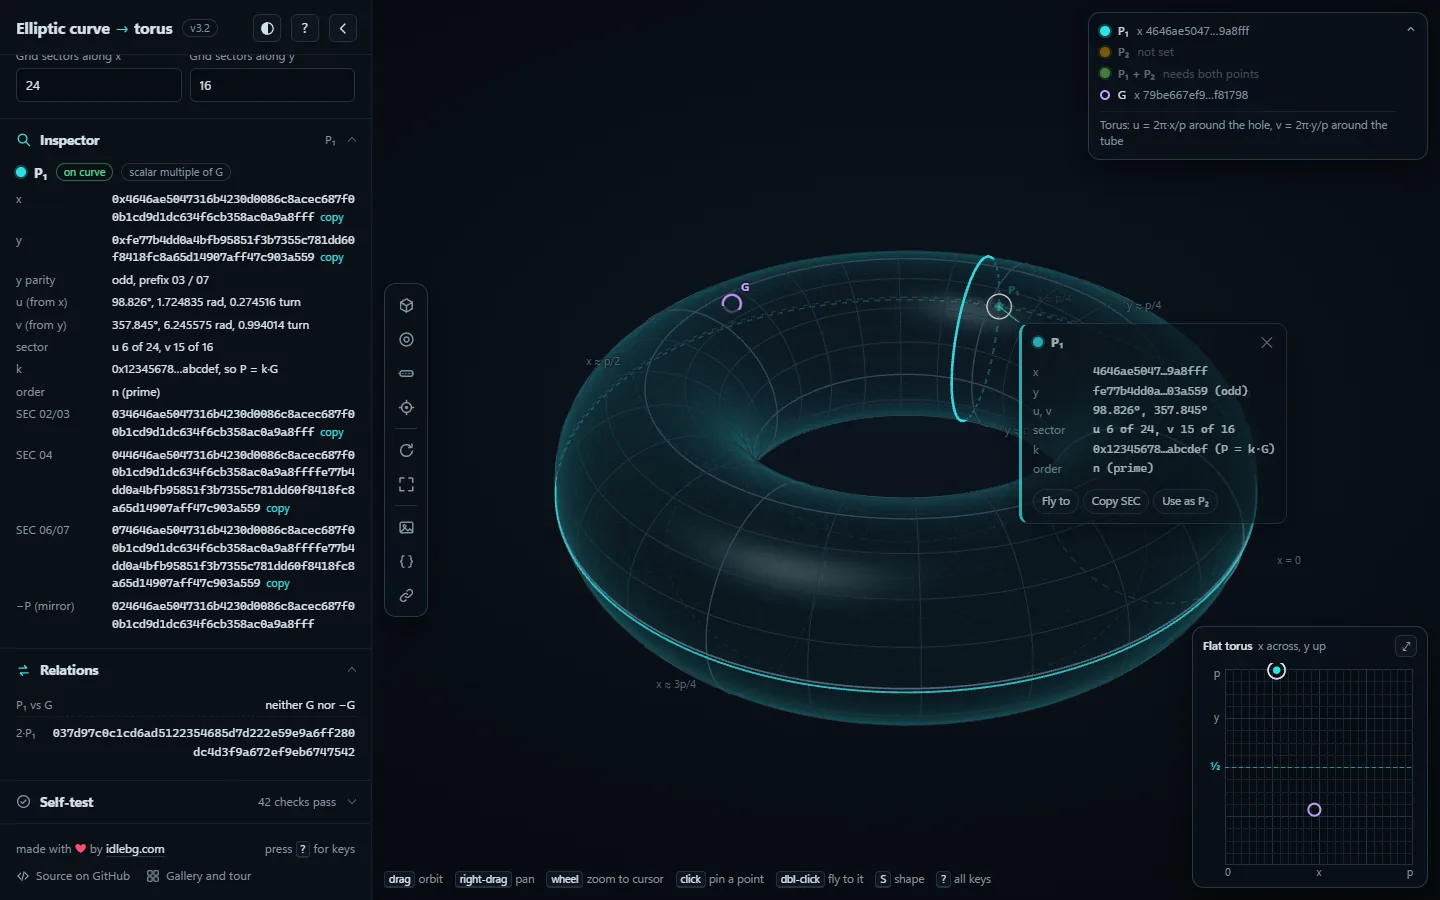 Elliptic curve → torus v3.2
?
Grid sectors along x Grid sectors along y
24 16
Inspector P₁
P₁ on curve scalar multiple of G
x 0x4646ae5047316b4230d0086c8acec687f0
0b1cd9d1dc634f6cb358ac0a9a8fff copy
y 0xfe77b4dd0a4bfb95851f3b7355c781dd60
f8418fc8a65d14907aff47c903a559 copy
y parity odd, prefix 03 / 07
u (from x) 98.826°, 1.724835 rad, 0.274516 turn
v (from y) 357.845°, 6.245575 rad, 0.994014 turn
sector u 6 of 24, v 15 of 16
k 0x12345678…abcdef, so P = k·G
order n (prime)
SEC 02/03 034646ae5047316b4230d0086c8acec687f0
0b1cd9d1dc634f6cb358ac0a9a8fff copy
SEC 04 044646ae5047316b4230d0086c8acec687f0
0b1cd9d1dc634f6cb358ac0a9a8ffffe77b4
dd0a4bfb95851f3b7355c781dd60f8418fc8
a65d14907aff47c903a559 copy
SEC 06/07 074646ae5047316b4230d0086c8acec687f0
0b1cd9d1dc634f6cb358ac0a9a8ffffe77b4
dd0a4bfb95851f3b7355c781dd60f8418fc8
a65d14907aff47c903a559 copy
−P (mirror) 024646ae5047316b4230d0086c8acec687f0
0b1cd9d1dc634f6cb358ac0a9a8fff
Relations
P₁ vs G neither G nor −G
2·P₁ 037d97c0c1cd6ad5122354685d7d222e59e9a6ff280
dc4d3f9a672ef9eb6747542
Self-test 42 checks pass
made with ❤ by idlebg.com press ? for keys
Source on GitHub Gallery and tour
P₁ x 4646ae5047…9a8fff
P₂ not set
P₁ + P₂ needs both points
G x 79be667ef9…f81798
Torus: u = 2π·x/p around the hole, v = 2π·y/p around the
tube
G
P₁
x ≈ p/4
y ≈ p/4
x ≈ p/2
x = 0
x ≈ 3p/4
P₁
x 4646ae5047…9a8fff
y fe77b4dd0a…03a559 (odd)
u, v 98.826°, 357.845°
sector u 6 of 24, v 15 of 16
k 0x12345678…abcdef (P = k·G)
order n (prime)
Fly to Copy SEC Use as P₂
Flat torus x across, y up
p
y
½
0 x p
drag orbit right-drag pan wheel zoom to cursor click pin a point dbl-click fly to it S shape ? all keys